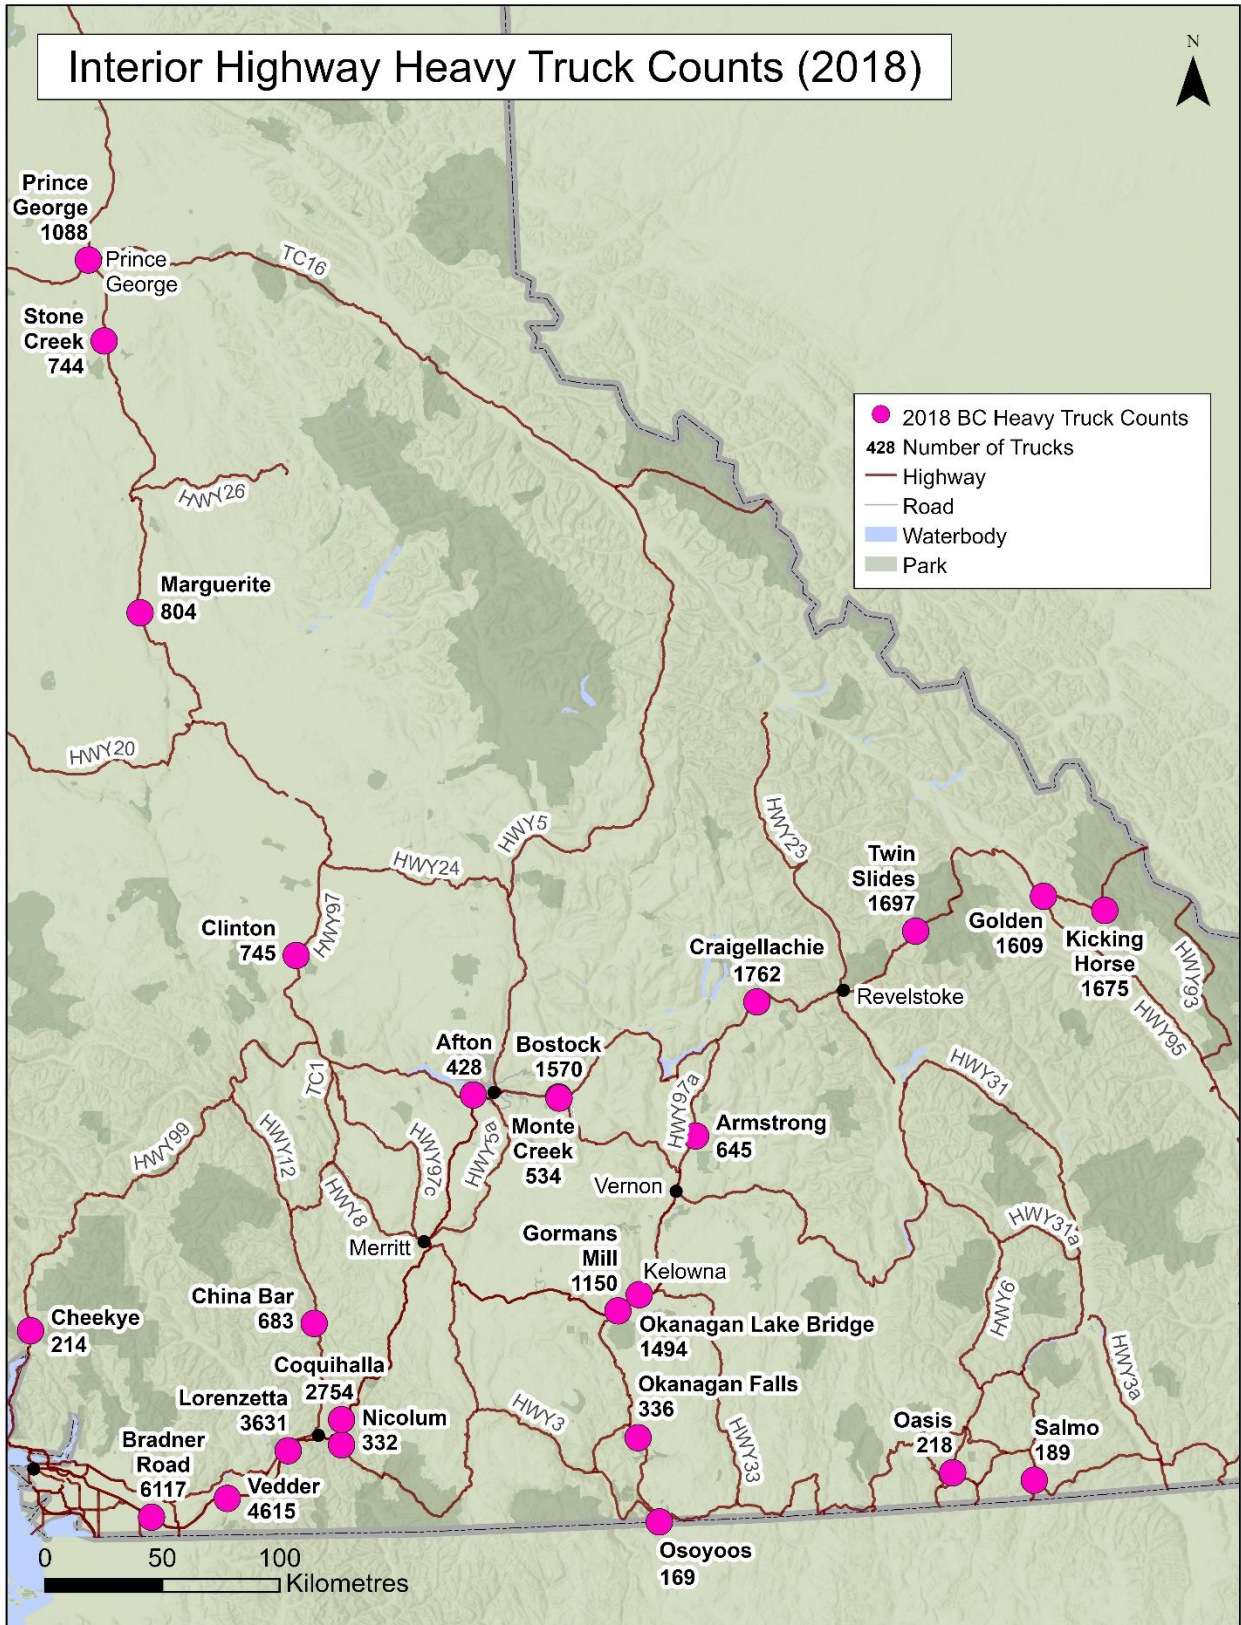 Interior Highway Heavy Truck Counts (2018)
N
Prince
George
1088
Prince
George
TC16
Stone
Creek
744
2018 BC Heavy Truck Counts
428 Number of Trucks
Highway
Road
Waterbody
Park
HWY26
Marguerite
804
HWY20
HWY5
HWY23
HWY24
Twin
Slides
1697
HWY97
Clinton
745
Golden
1609
Kicking
Horse
1675
HWY93
Craigellachie
1762
Revelstoke
HWY95
Afton
428
Bostock
1570
TC1
HWY31
HWY97a
Monte
Creek
534
Armstrong
645
HWY99
HWY12
HWY97c
HWY5a
HWY8
Vernon
Merritt
HWY31a
Gormans
Mill
1150
Kelowna
HWY6
China Bar
683
Cheekye
214
Okanagan Lake Bridge
1494
Coquihalla
2754
HWY3a
Okanagan Falls
336
Lorenzetta
3631
Nicolum
332
HWY3
Oasis
218
Salmo
189
Bradner
Road
6117
HWY33
Vedder
4615
Osoyoos
169
0 50 100
Kilometres